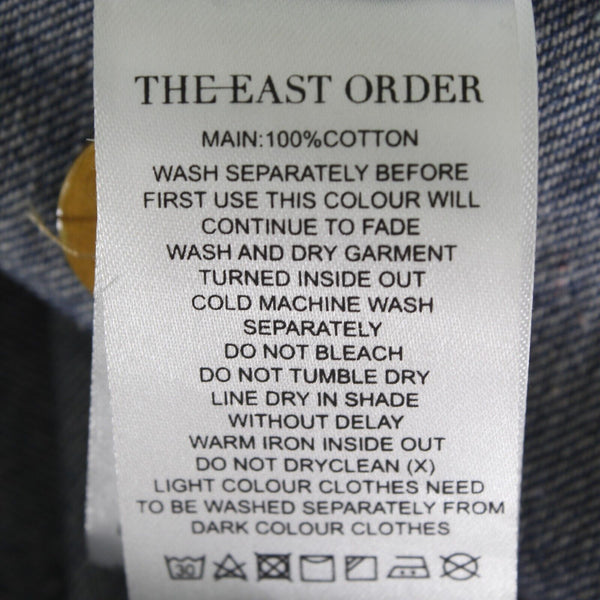 THE EAST ORDER
MAIN:100%COTTON
WASH SEPARATELY BEFORE
FIRST USE THIS COLOUR WILL
CONTINUE TO FADE
WASH AND DRY GARMENT
TURNED INSIDE OUT
COLD MACHINE WASH
SEPARATELY
DO NOT BLEACH
DO NOT TUMBLE DRY
LINE DRY IN SHADE
WITHOUT DELAY
WARM IRON INSIDE OUT
DO NOT DRYCLEAN (X)
LIGHT COLOUR CLOTHES NEED
TO BE WASHED SEPARATELY FROM
DARK COLOUR CLOTHES
30